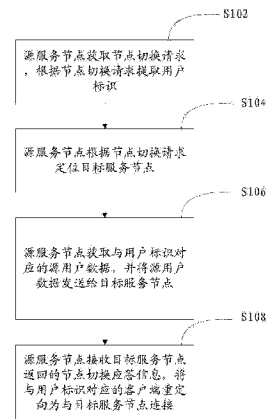 S102
源服务节点获取节点切换请求
，根据节点切换请求提取用户
标识
S104
源服务节点根据节点切换请求
定位目标服务节点
S106
源服务节点获取与用户标识对
应的源用户数据，并将源用户
数据发送给目标服务节点
S108
源服务节点接收目标服务节点
返回的节点切换应答信息，将
与用户标识对应的客户端重定
向为与目标服务节点连接